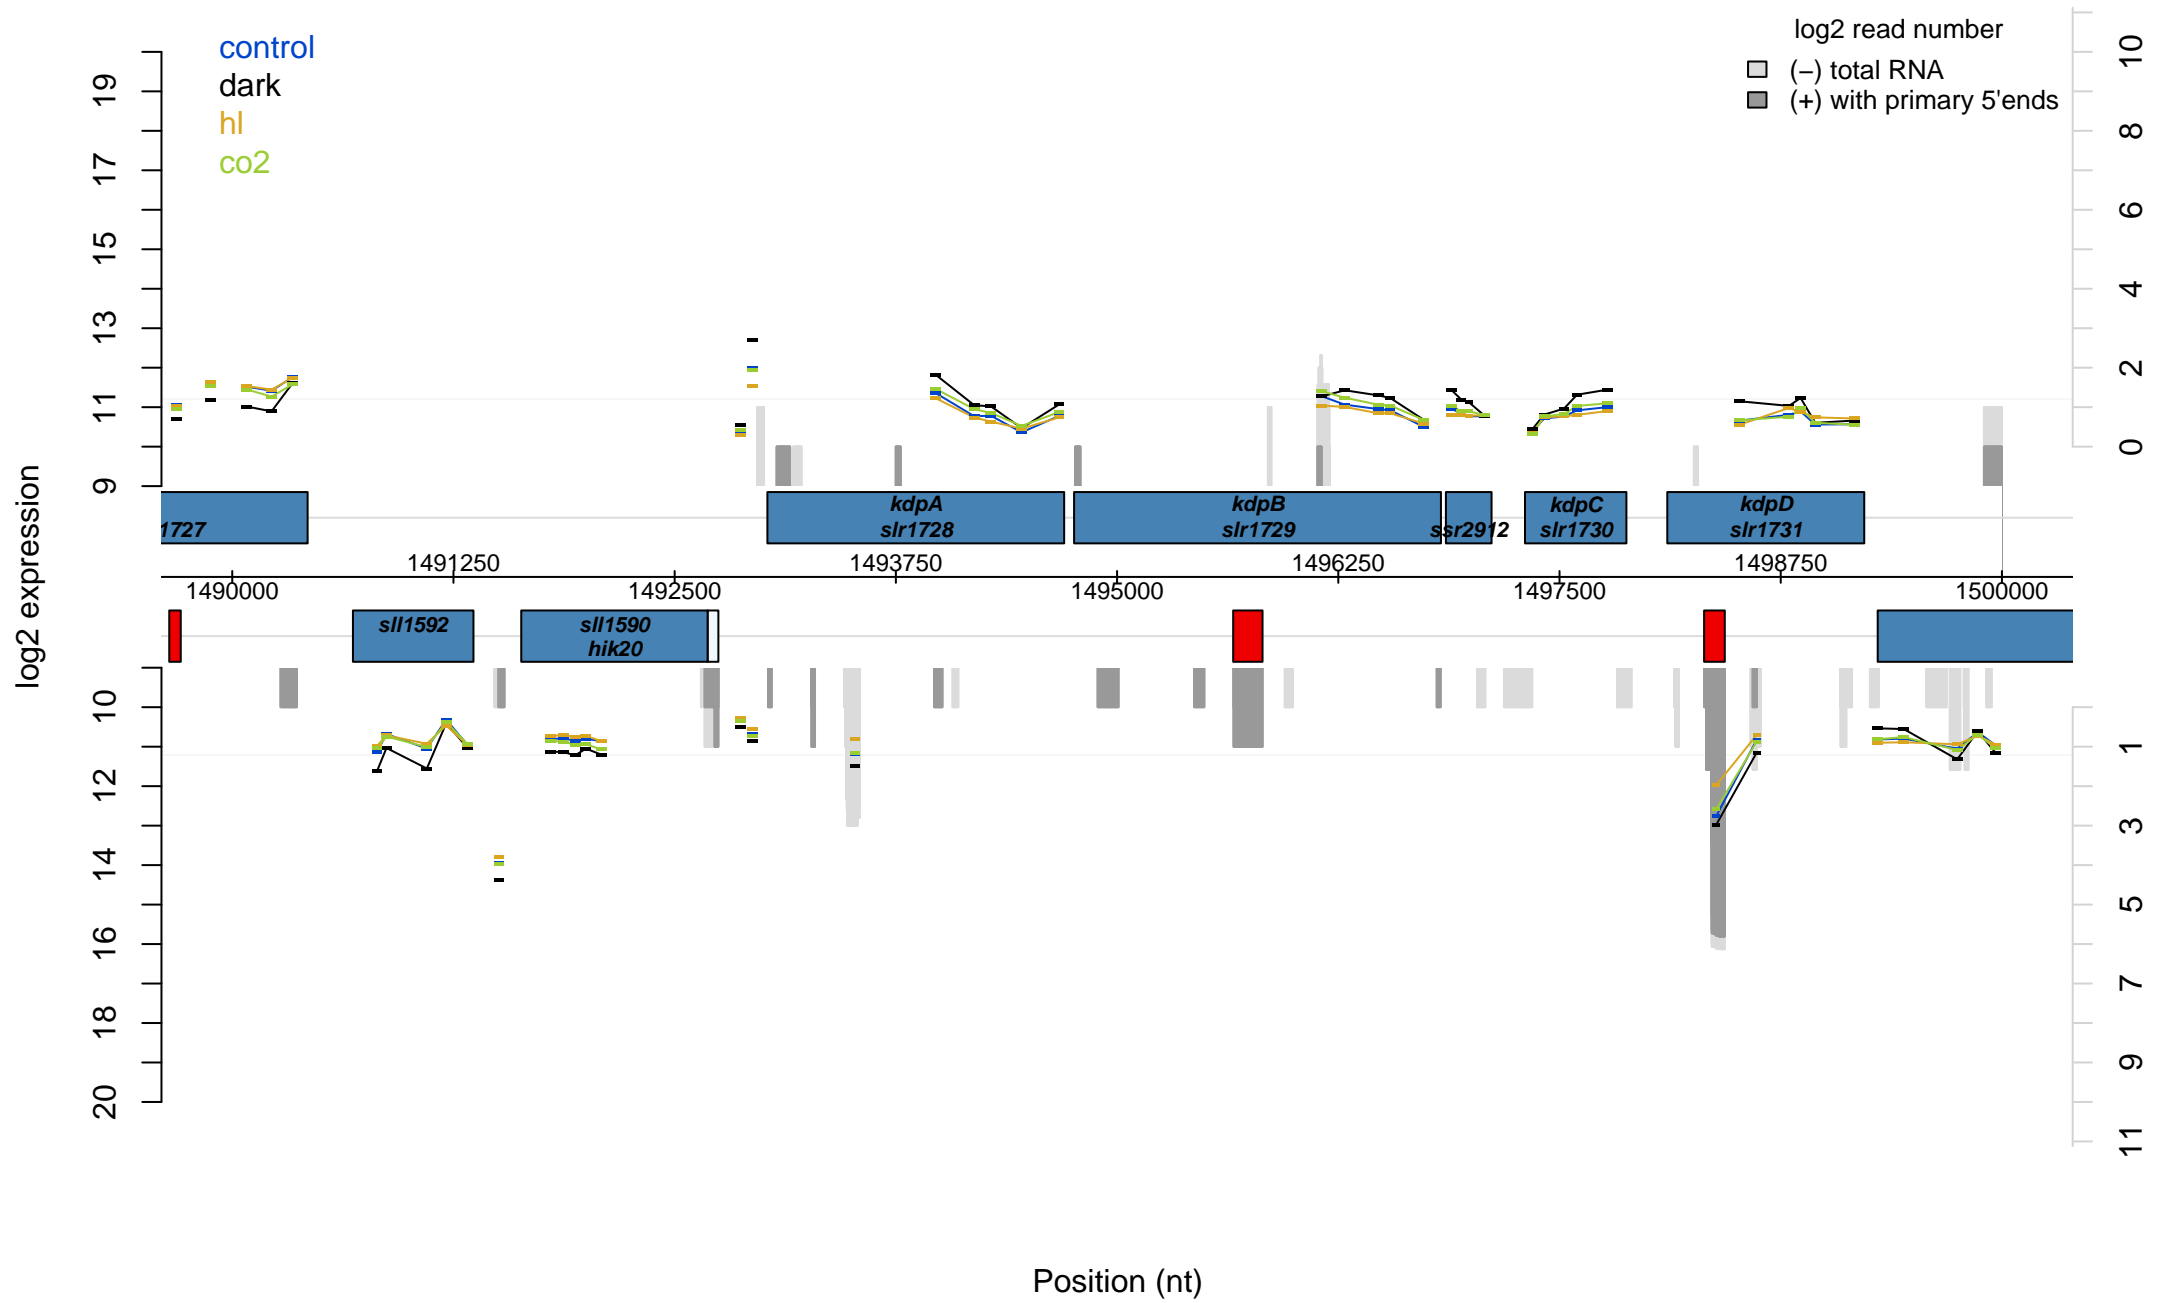 control
dark
hl
co2
log2 read number
(−) total RNA
(+) with primary 5'ends
19
17
15
13
11
9
10
8
6
4
2
0
log2 expression
1727
kdpA
slr1728
kdpB
slr1729
ssr2912
kdpC
slr1730
kdpD
slr1731
1491250
1493750
1496250
1498750
1490000
1492500
1495000
1497500
1500000
sll1592
sll1590
hik20
10
12
14
16
18
20
1
3
5
7
9
11
Position (nt)